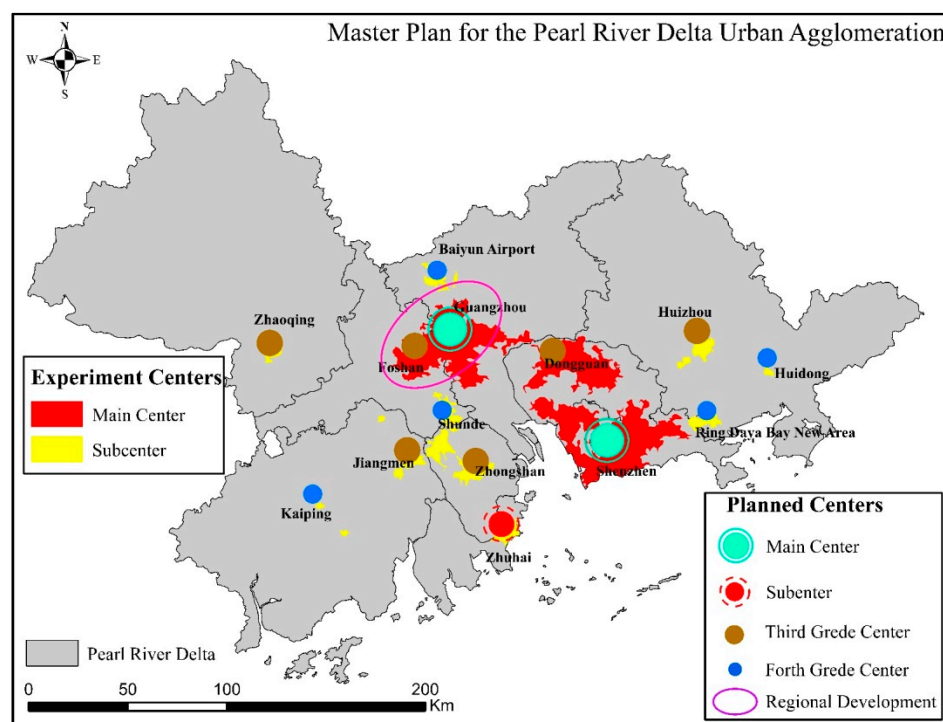 Master Plan for the Pearl River Delta Urban Agglomeration
N
W E
S
Baiyun Airport
Guangzhou
Zhaoqing
Huizhou
Foshan
Dongguan
Huidong
Experiment Centers
Main Center
Subcenter
Shunde
Ring Daya Bay New Area
Jiangmen
Zhongshan
Shenzhen
Kaiping
Zhuhai
Planned Centers
Main Center
Subenter
Third Grede Center
Forth Grede Center
Regional Development
Pearl River Delta
0 50 100 200
Km